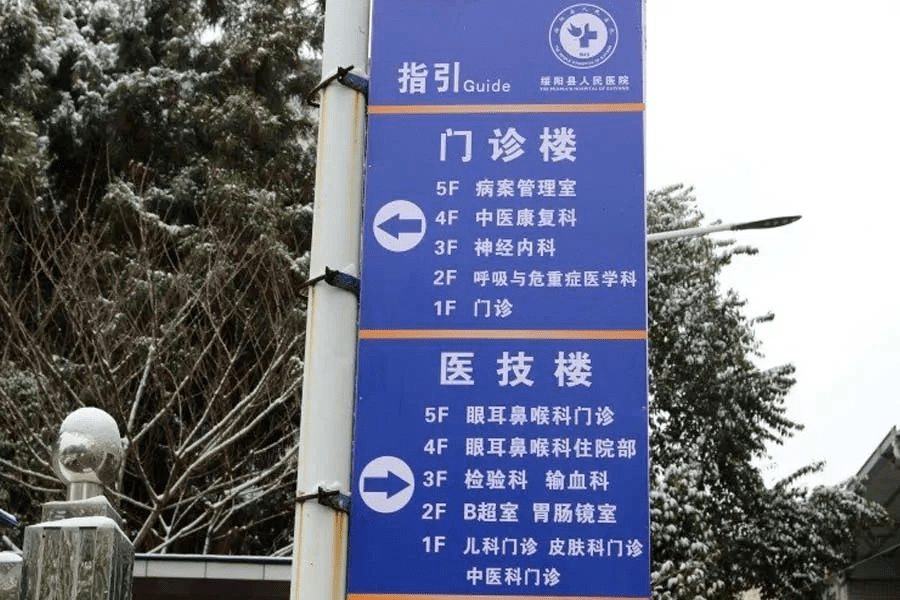 指引Guide
绥阳县人民医院
门诊楼
5F 病案管理室
4F 中医康复科
3F 神经内科
2F 呼吸与危重症医学科
1F 门诊
医技楼
5F 眼耳鼻喉科门诊
4F 眼耳鼻喉科住院部
3F 检验科 输血科
2F B超室 胃肠镜室
1F 儿科门诊 皮肤科门诊
中医科门诊